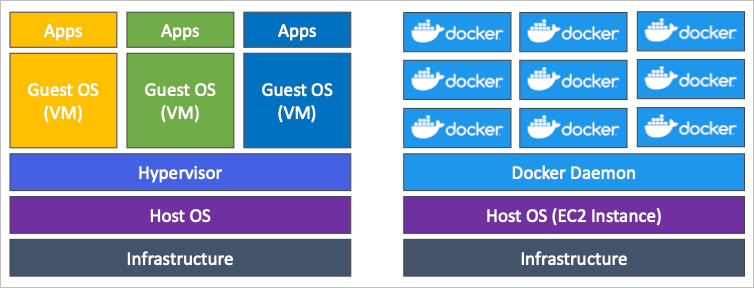 Apps
Apps
Apps
Guest OS
(VM)
Guest OS
(VM)
Guest OS
(VM)
Hypervisor
Host OS
Infrastructure
docker
docker
docker
docker
docker
docker
docker
docker
docker
Docker Daemon
Host OS (EC2 Instance)
Infrastructure